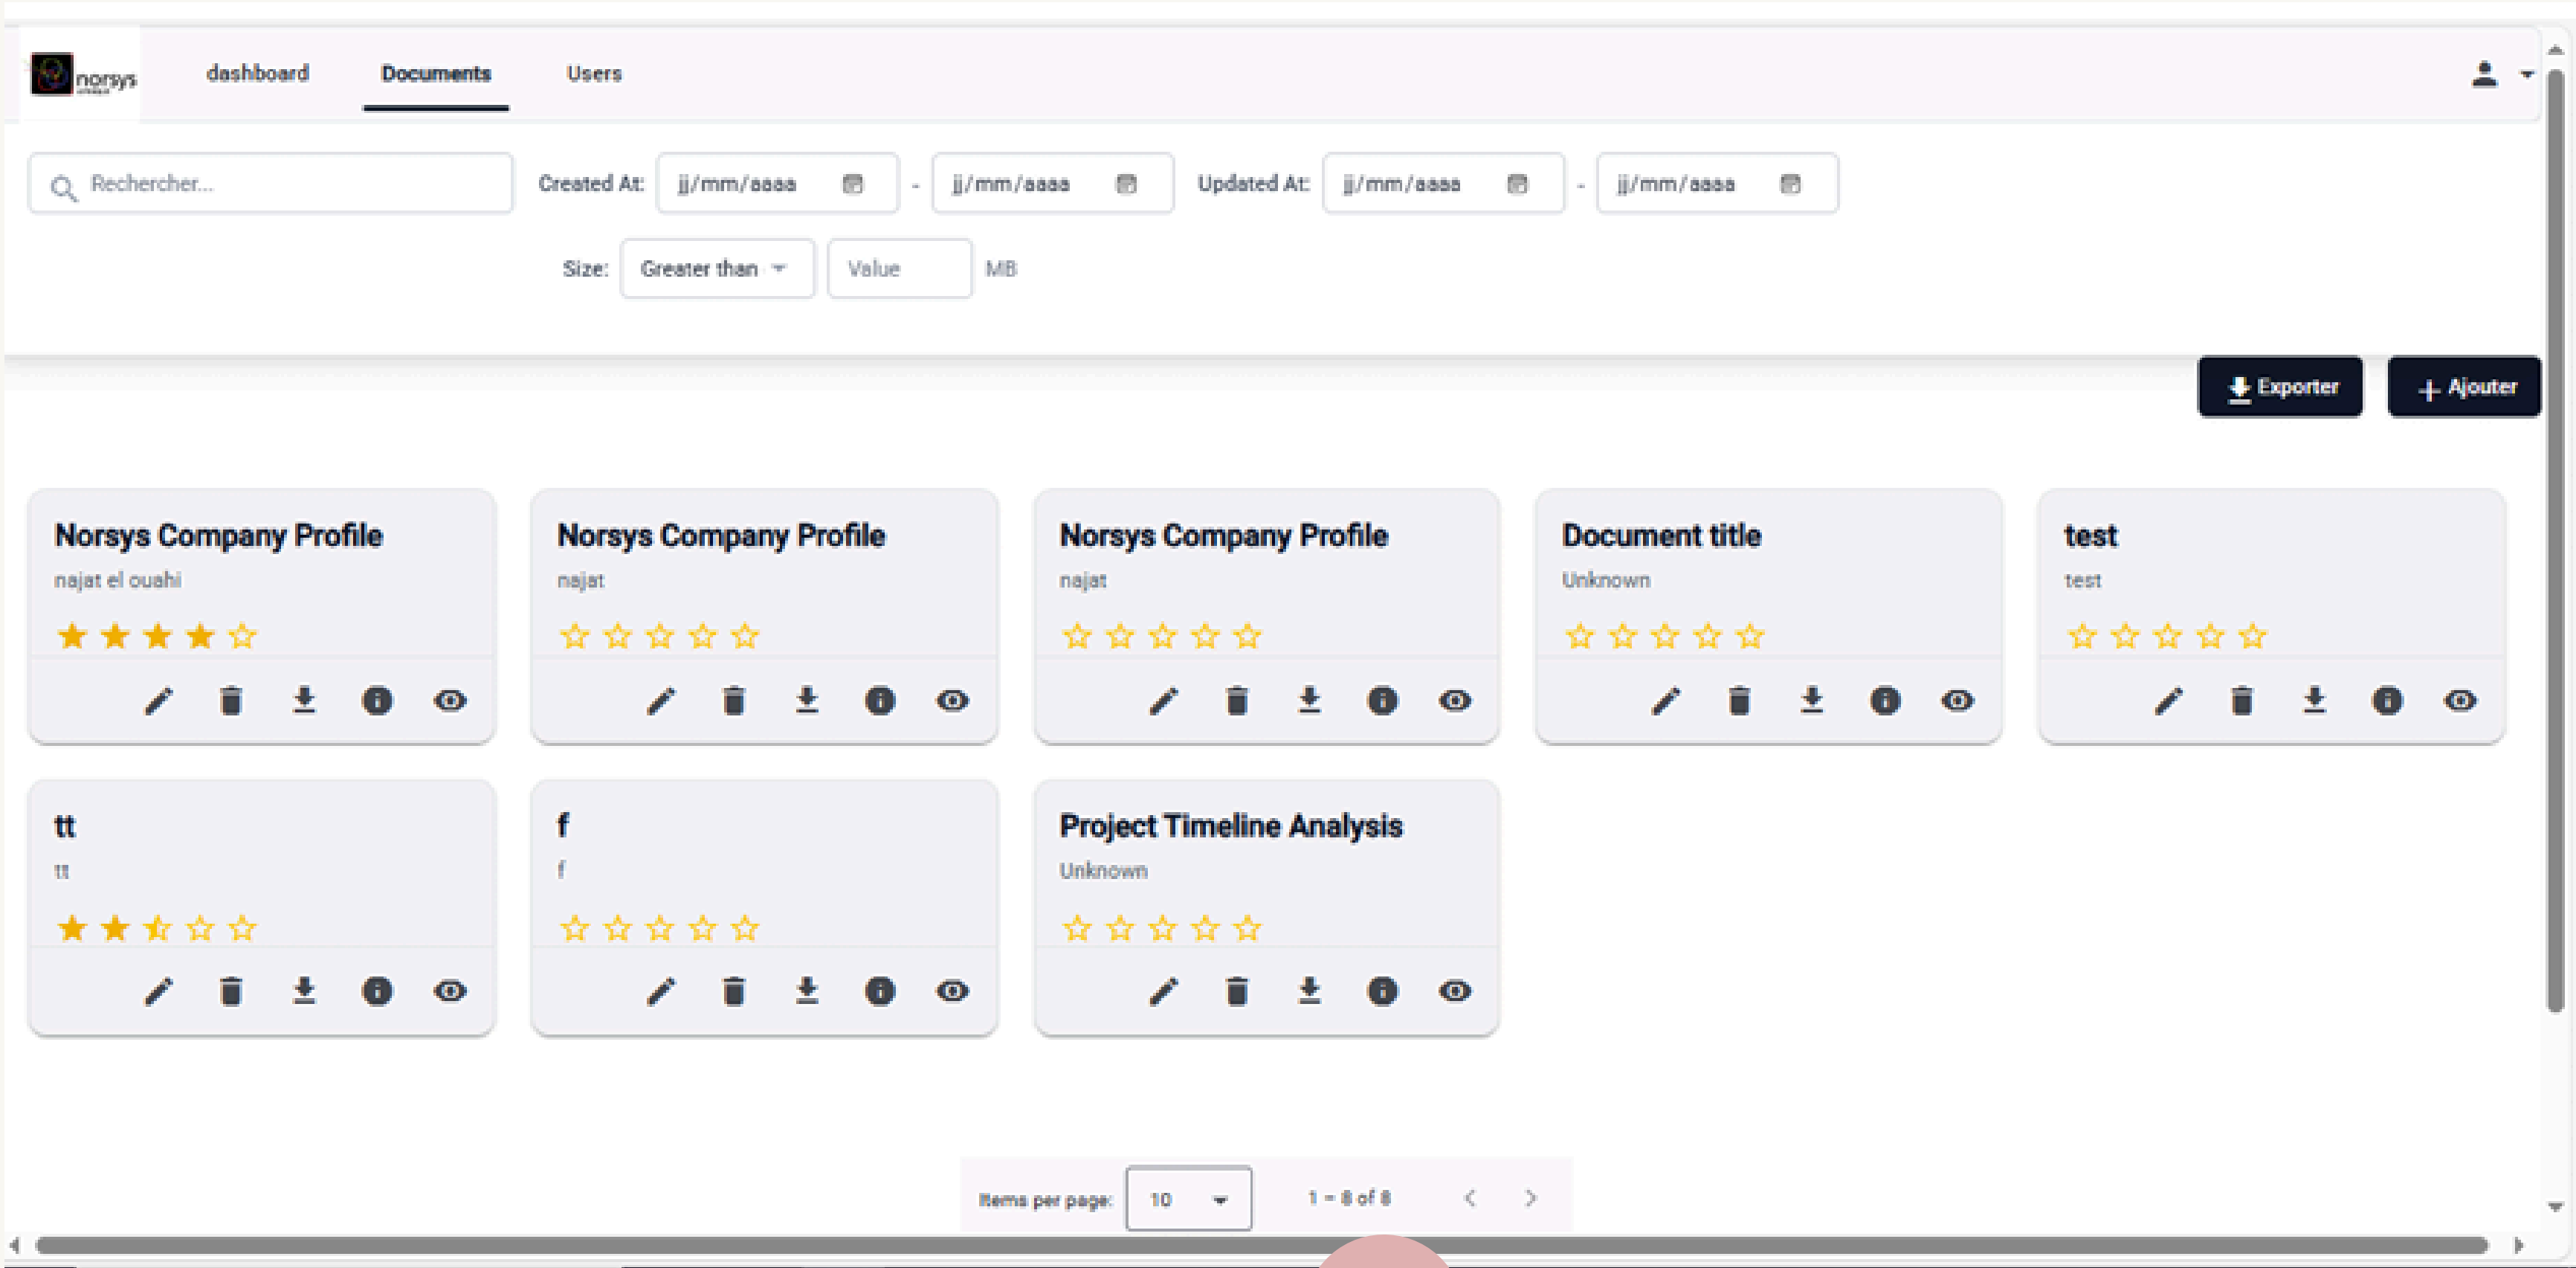 norsys
dashboard Documents Users
Rechercher... Created At: jj/mm/aaaa - jj/mm/aaaa Updated At: jj/mm/aaaa - jj/mm/aaaa
Size: Greater than Value MB
Exporter Ajouter
Norsys Company Profile Norsys Company Profile Norsys Company Profile Document title test
najat el ouahi najat najat Unknown test
tt f Project Timeline Analysis
tt f Unknown
Items per page: 10 1 – 8 of 8